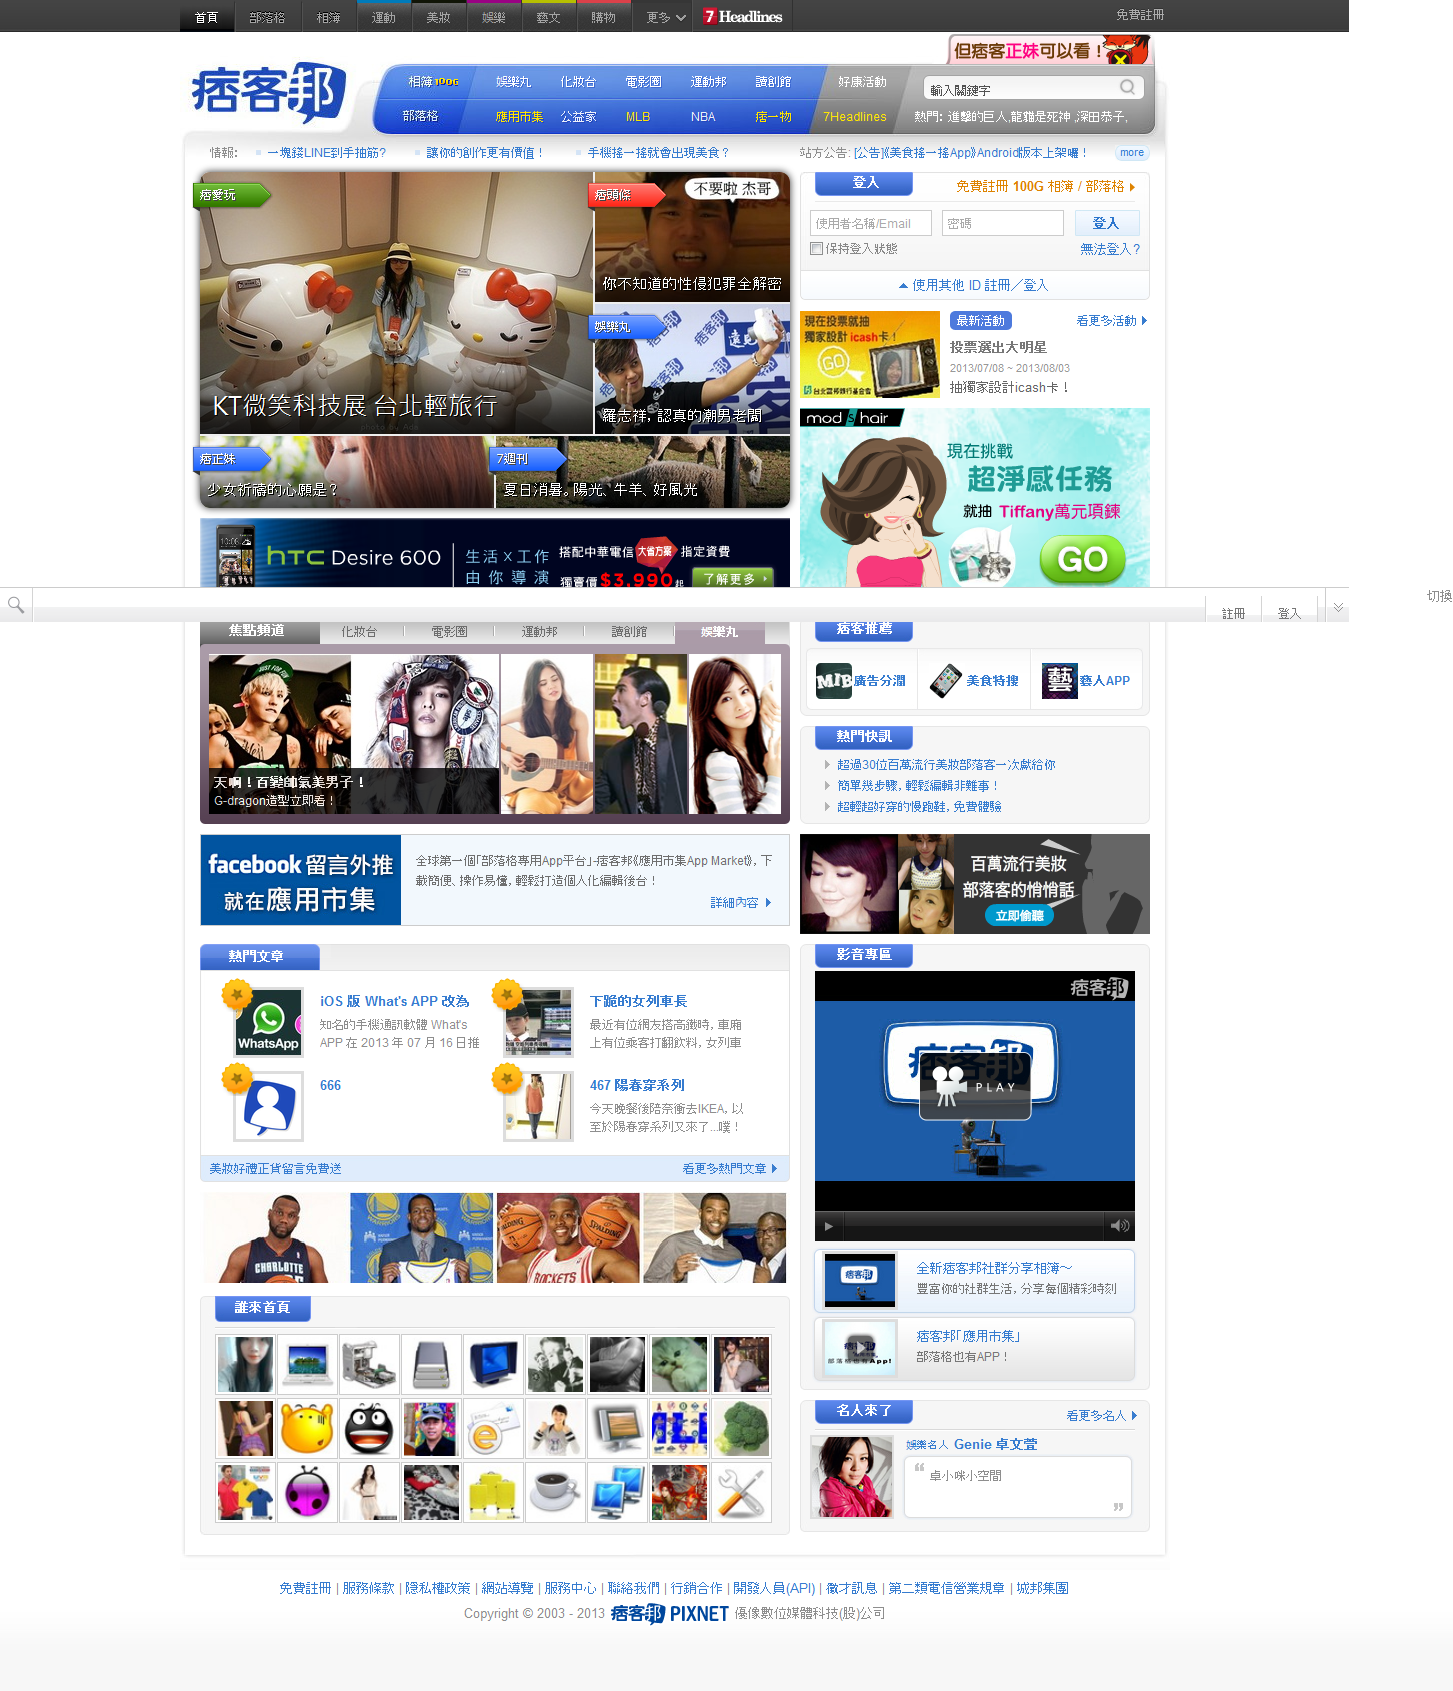 首頁 部落格 相簿 運動 美妝 娛樂 藝文 購物 更多 7 Headlines 免費註冊
但痞客正妹可以看！
痞客邦
相簿 娛樂丸 化妝台 電影圈 運動邦 讀創館 好康活動 輸入關鍵字
部落格 應用市集 公益家 MLB NBA 痞一物 7Headlines 熱門: 進擊的巨人,龍貓是死神 ,深田恭子,
情報: 一塊錢LINE到手抽筋? 讓你的創作更有價值！ 手機搖一搖就會出現美食？ 站方公告: [公告]《美食搖一搖App》Android版本上架囉！ more
痞愛玩
KT微笑科技展 台北輕旅行
痞頭條
不要啦 杰哥
你不知道的性侵犯罪全解密
娛樂丸
羅志祥，認真的潮男老闆
痞正妹
少女祈禱的心願是？
7週刊
夏日消暑。陽光、牛羊、好風光
登入 免費註冊 100G 相簿 / 部落格
使用者名稱/Email 密碼 登入
保持登入狀態 無法登入?
使用其他 ID 註冊／登入
現在投票就抽
獨家設計 icash卡！
GO
最新活動 看更多活動
投票選出大明星
2013/07/08 ~ 2013/08/03
抽獨家設計icash卡！
mod's hair
現在挑戰
超淨感任務
就抽 Tiffany萬元項鍊
GO
hTC Desire 600 生活×工作 由你導演
搭配中華電信 大省方案 指定資費
獨賣價 $3,990起 了解更多
註冊 登入 切換
焦點頻道 化妝台 電影圈 運動邦 讀創館 娛樂丸
天啊！百變帥氣美男子！
G-dragon造型立即看！
痞客推薦
MIB 廣告分潤 美食特搜 藝 藝人APP
熱門快訊
超過30位百萬流行美妝部落客一次獻給你
簡單幾步驟，輕鬆編輯非難事！
超輕超好穿的慢跑鞋，免費體驗
facebook 留言外推
就在應用市集
全球第一個「部落格專用App平台」-痞客邦《應用市集App Market》，下
載簡便、操作易懂，輕鬆打造個人化編輯後台！
詳細內容
百萬流行美妝
部落客的悄悄話
立即偷聽
熱門文章
WhatsApp
iOS 版 What's APP 改為
知名的手機通訊軟體 What's
APP 在 2013 年 07 月 16 日推
下跪的女列車長
最近有位網友搭高鐵時，車廂
上有位乘客打翻飲料，女列車
666
467 陽春穿系列
今天晚餐後陪奈衝去IKEA，以
至於陽春穿系列又來了...噗！
美妝好禮正貨留言免費送 看更多熱門文章
WARRIORS
CHARLOTTE
SPALDING
ROCKETS
影音專區
痞客邦
PLAY
全新痞客邦社群分享相簿～
豐富你的社群生活，分享每個精彩時刻
痞客邦「應用市集」
部落格也有APP！
部落格也有App!
誰來首頁
名人來了 看更多名人
娛樂名人 Genie 卓文萱
卓小咪小空間
免費註冊 | 服務條款 | 隱私權政策 | 網站導覽 | 服務中心 | 聯絡我們 | 行銷合作 | 開發人員(API) | 徵才訊息 | 第二類電信營業規章 | 城邦集團
Copyright © 2003 - 2013 痞客邦 PIXNET 優像數位媒體科技(股)公司